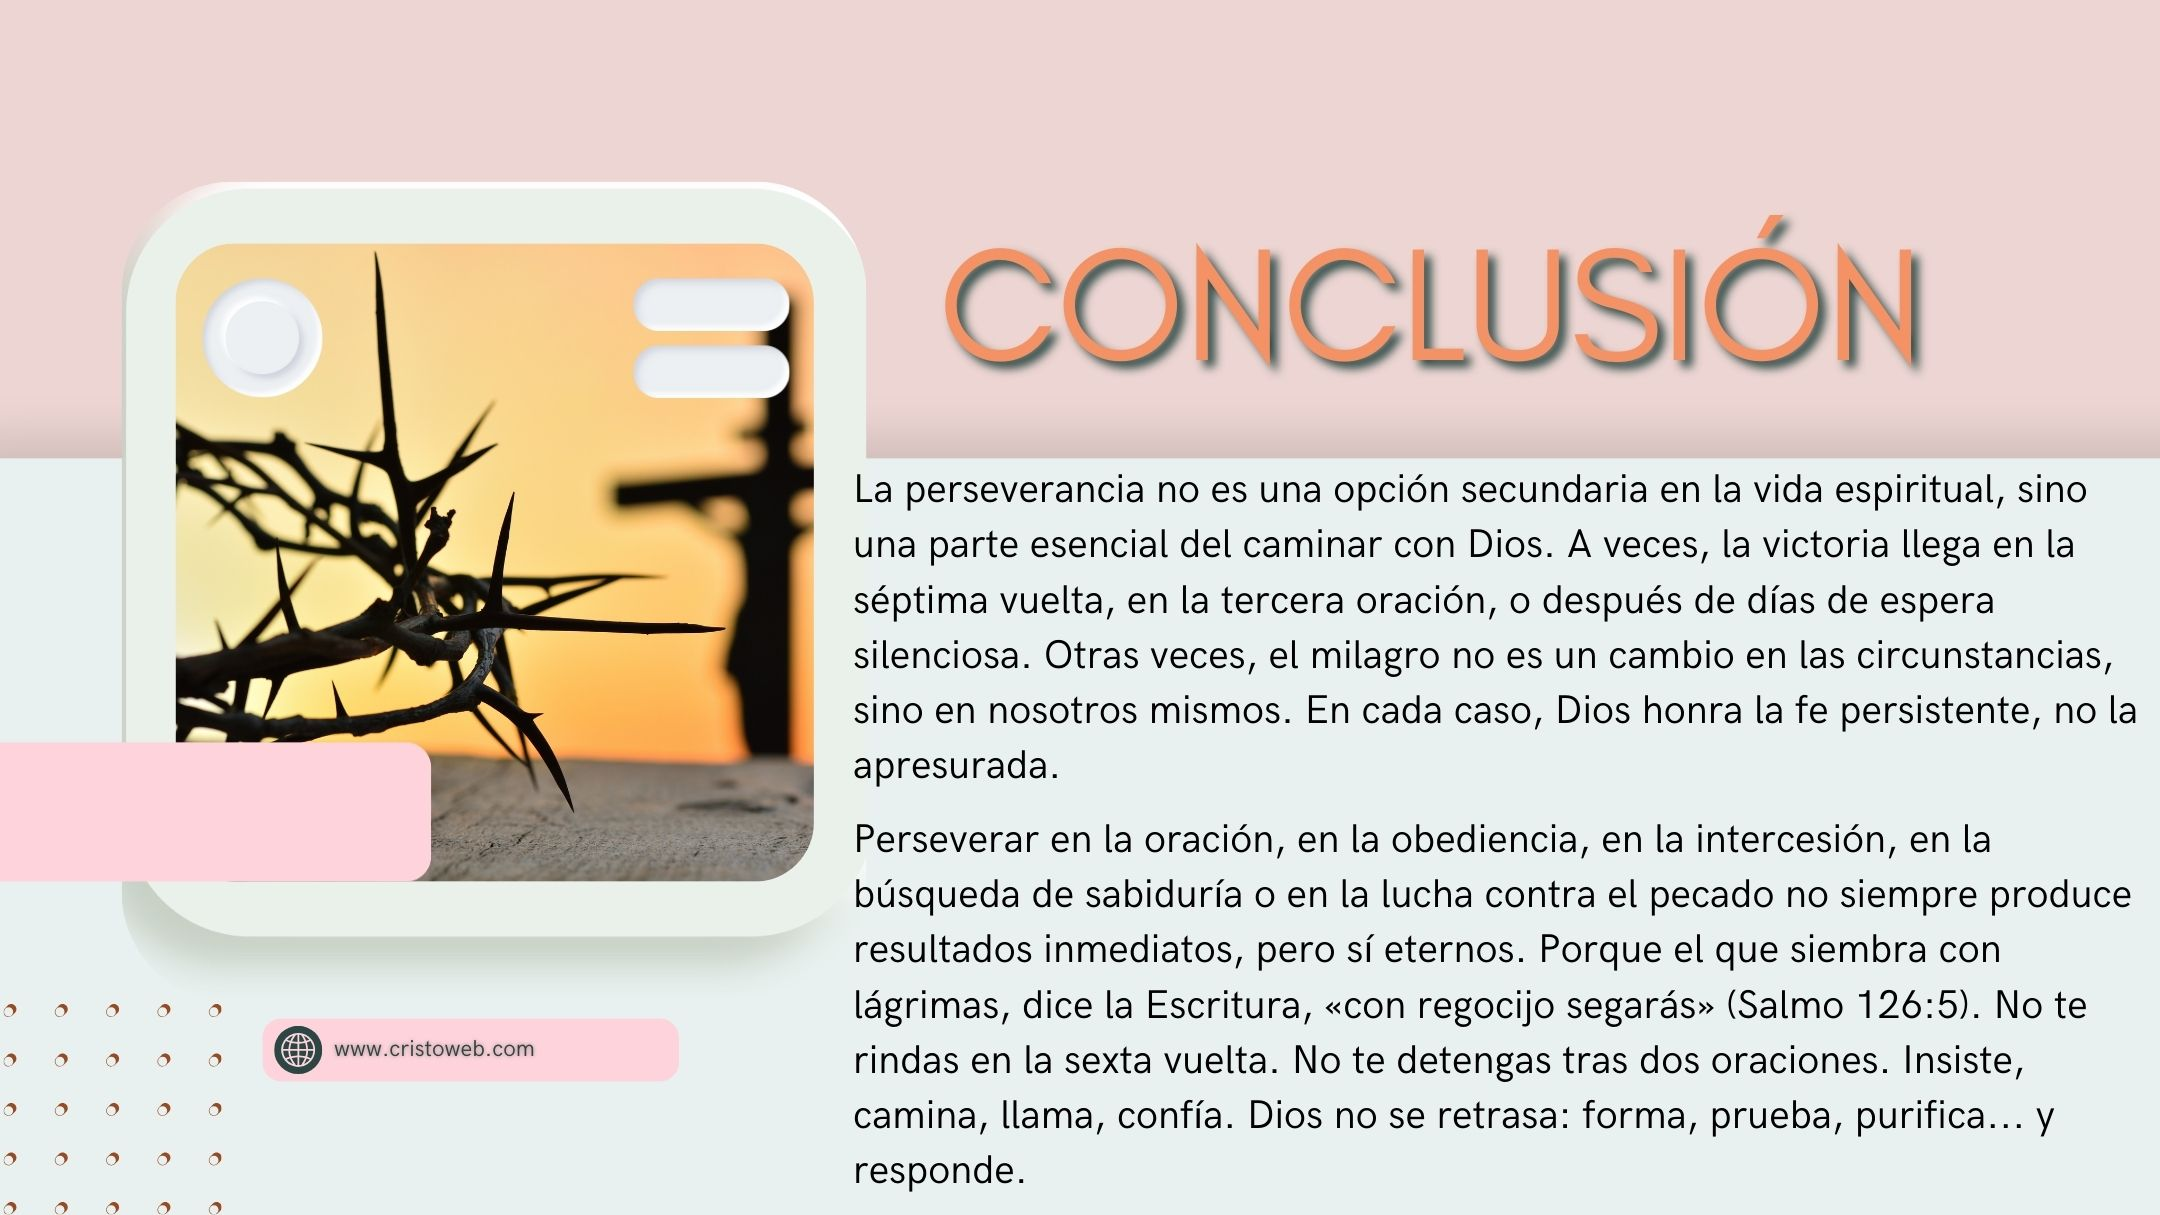 CONCLUSIÓN
La perseverancia no es una opción secundaria en la vida espiritual, sino
una parte esencial del caminar con Dios. A veces, la victoria llega en la
séptima vuelta, en la tercera oración, o después de días de espera
silenciosa. Otras veces, el milagro no es un cambio en las circunstancias,
sino en nosotros mismos. En cada caso, Dios honra la fe persistente, no la
apresurada.
Perseverar en la oración, en la obediencia, en la intercesión, en la
búsqueda de sabiduría o en la lucha contra el pecado no siempre produce
resultados inmediatos, pero sí eternos. Porque el que siembra con
lágrimas, dice la Escritura, «con regocijo segarás» (Salmo 126:5). No te
rindas en la sexta vuelta. No te detengas tras dos oraciones. Insiste,
camina, llama, confía. Dios no se retrasa: forma, prueba, purifica... y
responde.
www.cristoweb.com